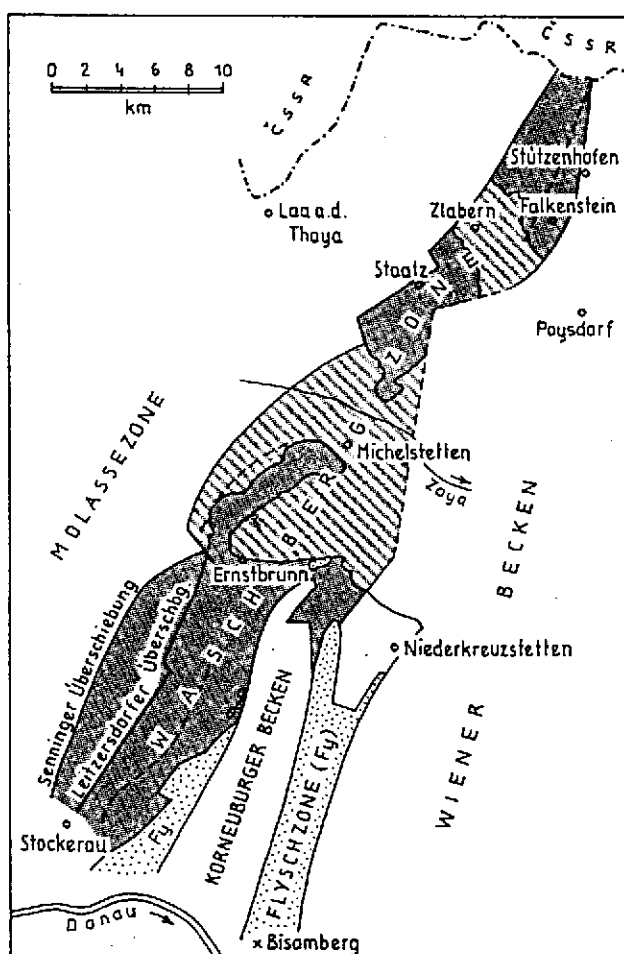 ČSSR
0 2 4 6 8 10
km
ČSSR
Stützenhofen
Laa a.d.
Thaya
Zlabern
Falkenstein
Staatz
Poysdorf
MOLASSEZONE
Michelstetten
Zaya
WASCHBERG ZONE
Ernstbrunn
Senninger Überschiebung
Leitzersdorfer Überschbg.
Niederkreuzstetten
WIENER BECKEN
KORNEUBURGER BECKEN
FLYSCHZONE (Fy)
Fy
Stockerau
Donau
Bisamberg